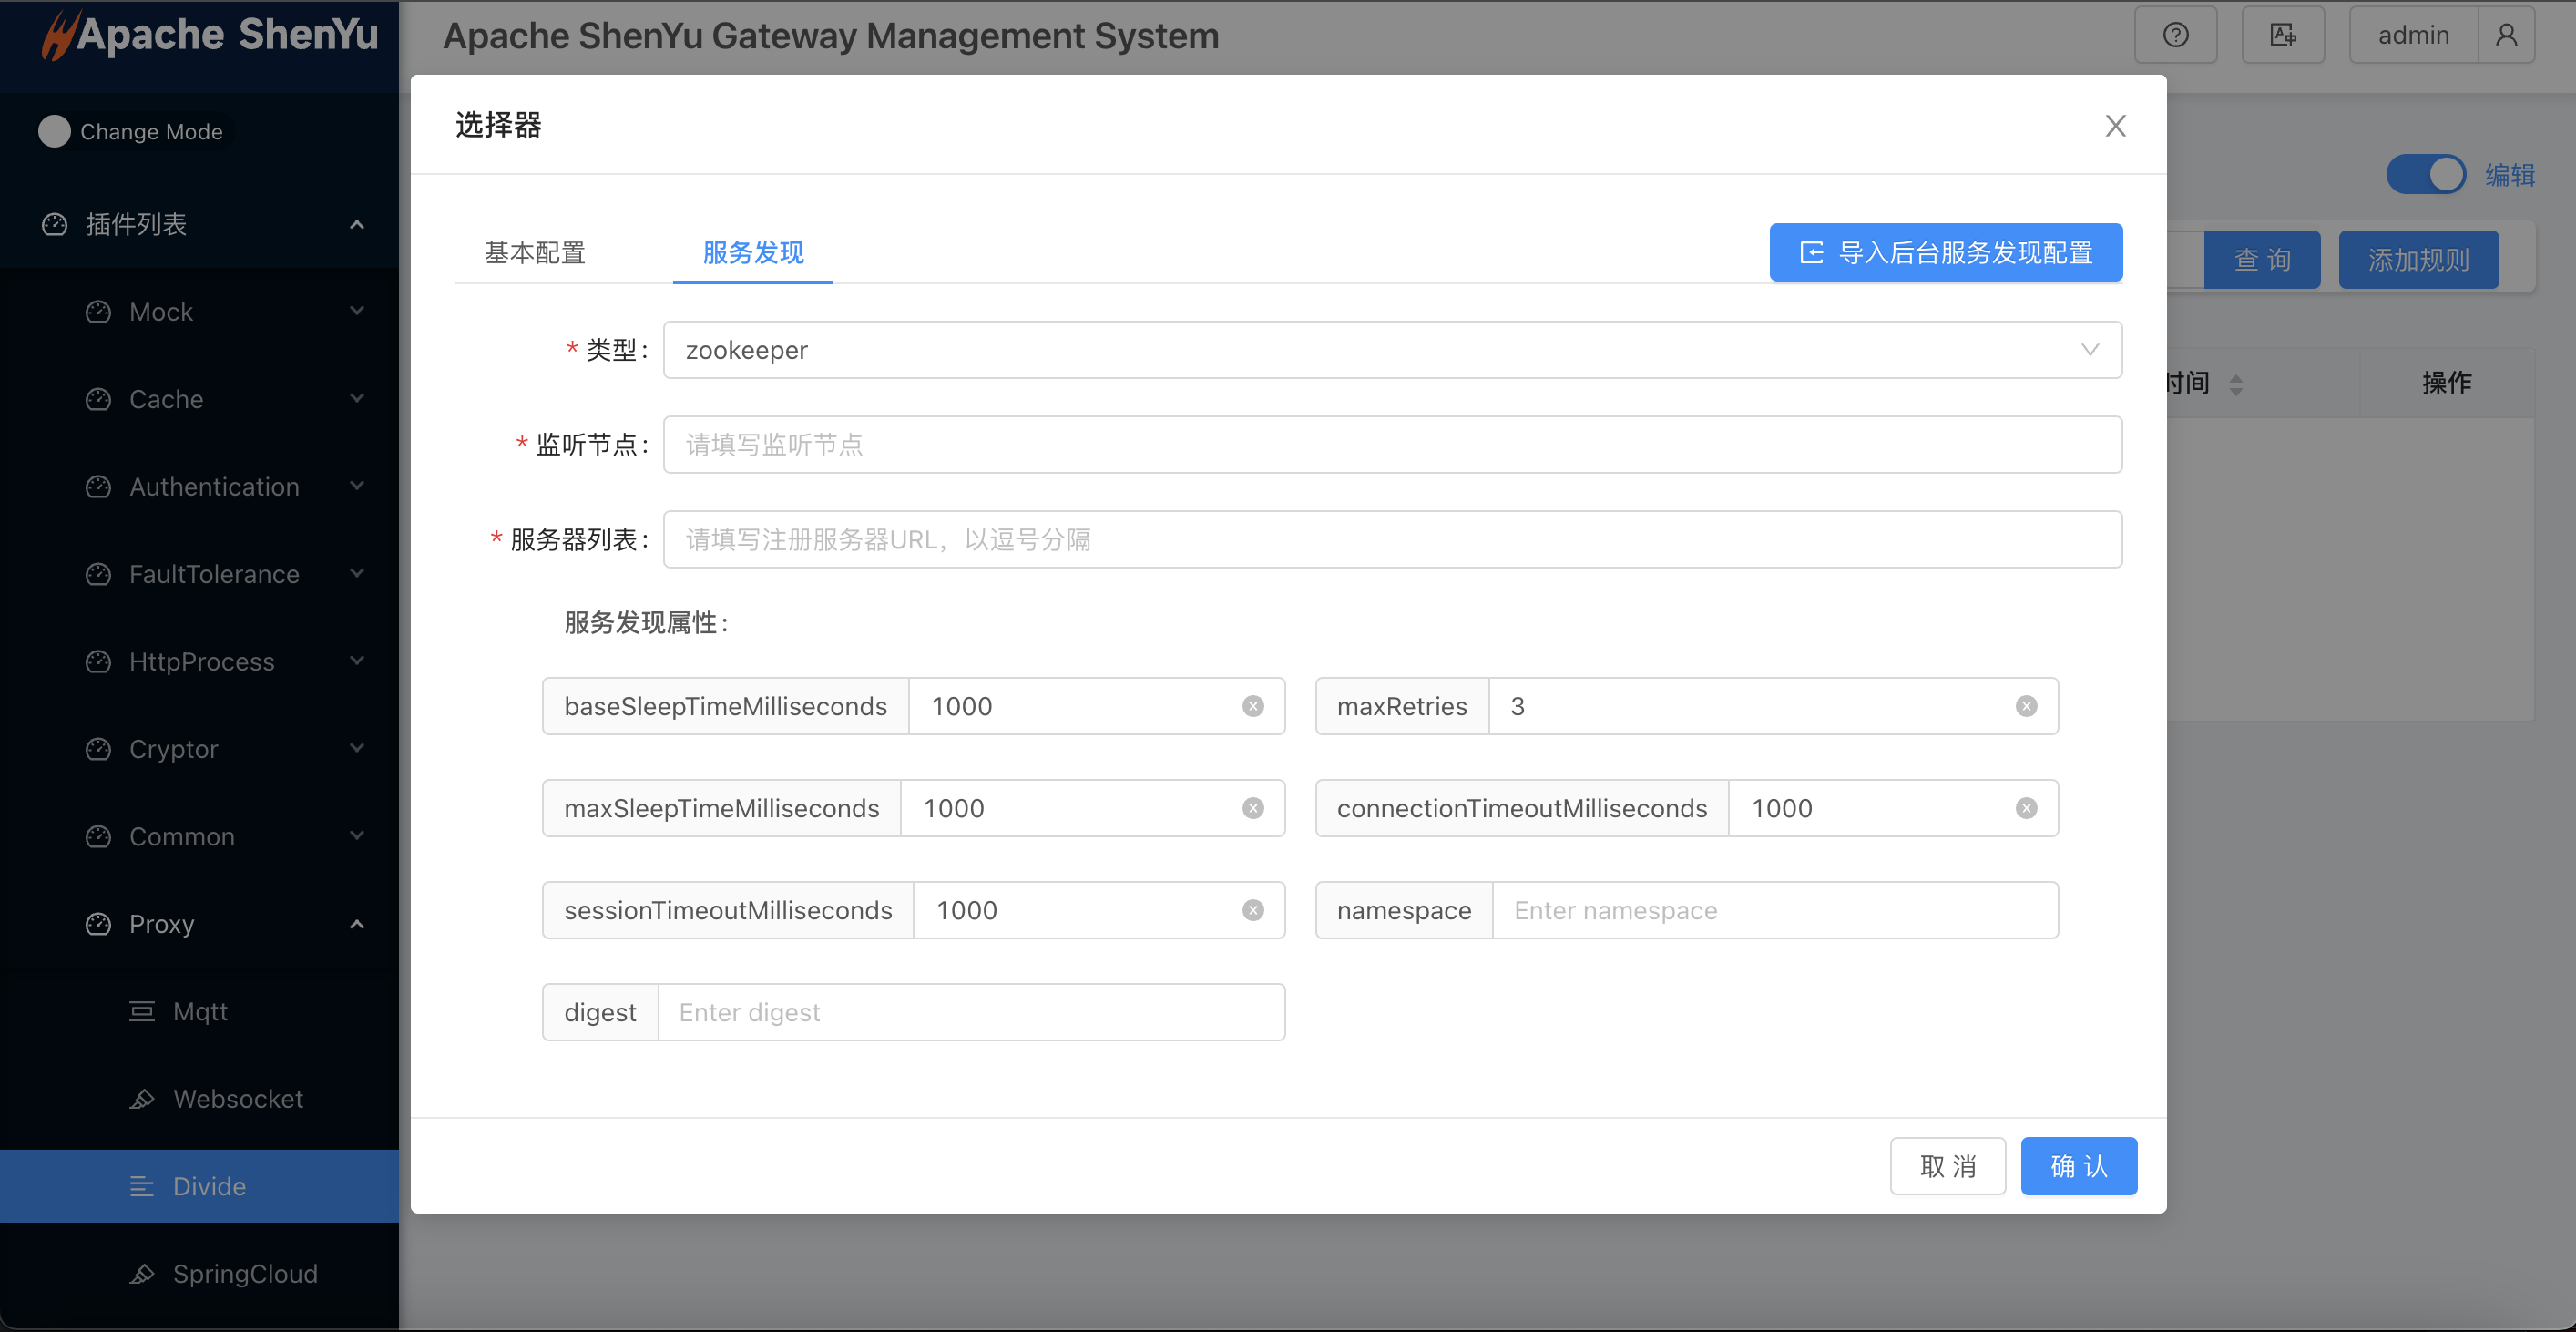 Apache ShenYu
Apache ShenYu Gateway Management System
admin
Change Mode
插件列表
Mock
Cache
Authentication
FaultTolerance
HttpProcess
Cryptor
Common
Proxy
Mqtt
Websocket
Divide
SpringCloud
编辑
查 询
添加规则
时间
操作
选择器
基本配置
服务发现
导入后台服务发现配置
* 类型:
zookeeper
* 监听节点:
请填写监听节点
* 服务器列表:
请填写注册服务器URL，以逗号分隔
服务发现属性:
baseSleepTimeMilliseconds 1000
maxRetries 3
maxSleepTimeMilliseconds 1000
connectionTimeoutMilliseconds 1000
sessionTimeoutMilliseconds 1000
namespace Enter namespace
digest Enter digest
取 消
确 认